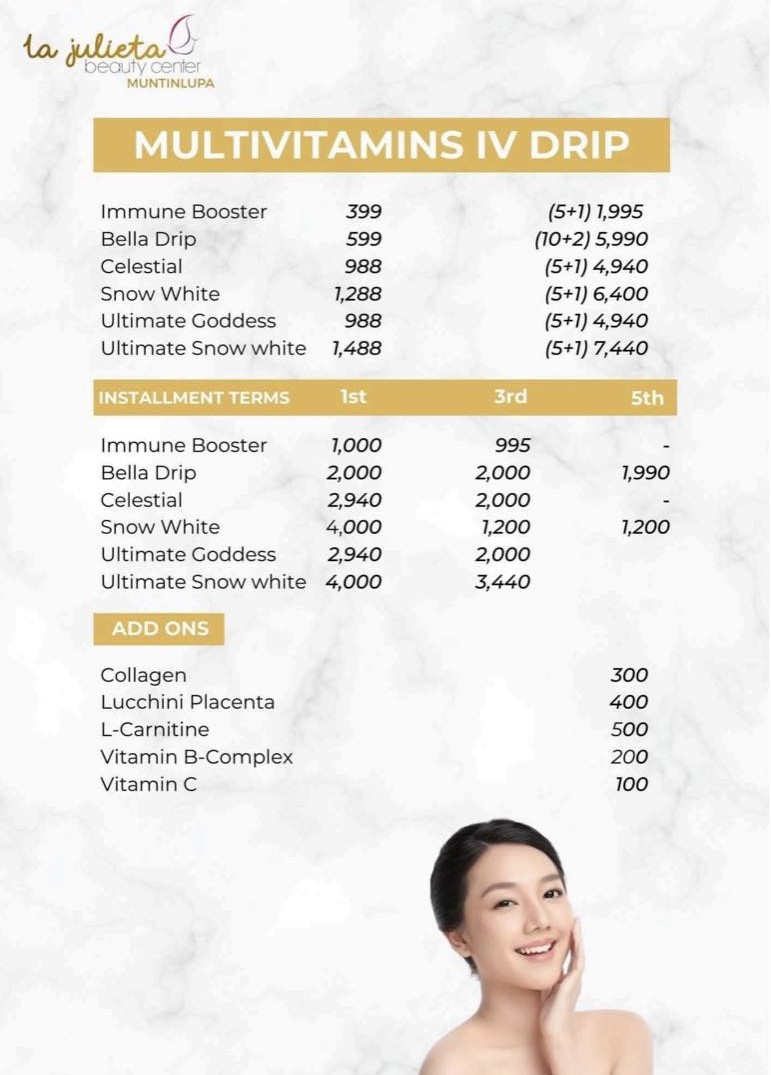 la julieta
beauty center
MUNTINLUPA
MULTIVITAMINS IV DRIP
Immune Booster 399 (5+1) 1,995
Bella Drip 599 (10+2) 5,990
Celestial 988 (5+1) 4,940
Snow White 1,288 (5+1) 6,400
Ultimate Goddess 988 (5+1) 4,940
Ultimate Snow white 1,488 (5+1) 7,440
INSTALLMENT TERMS 1st 3rd 5th
Immune Booster 1,000 995 -
Bella Drip 2,000 2,000 1,990
Celestial 2,940 2,000 -
Snow White 4,000 1,200 1,200
Ultimate Goddess 2,940 2,000
Ultimate Snow white 4,000 3,440
ADD ONS
Collagen 300
Lucchini Placenta 400
L-Carnitine 500
Vitamin B-Complex 200
Vitamin C 100